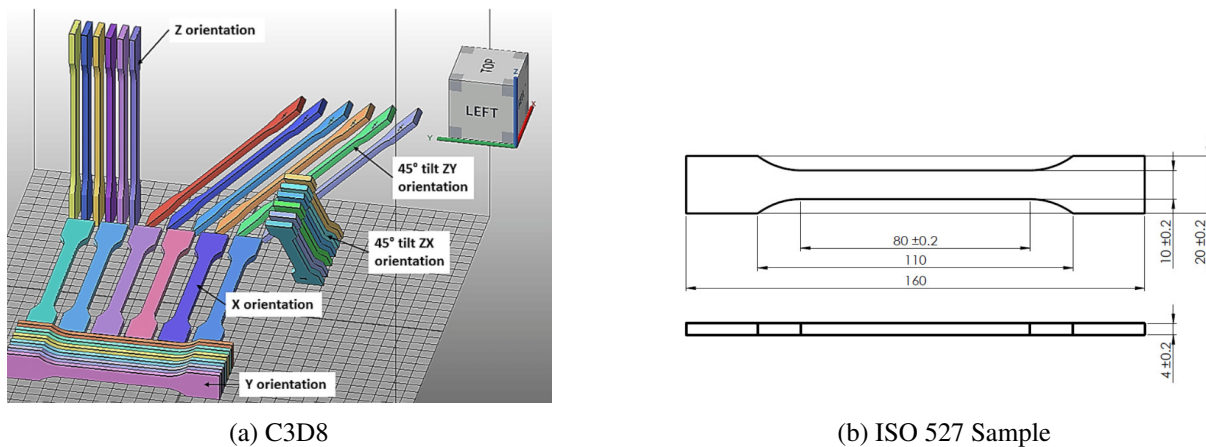 Z orientation
TOP
Z
X
LEFT
Y
45° tilt ZY
orientation
45° tilt ZX
orientation
X orientation
Y orientation
(a) C3D8
80 ±0.2
110
160
10 ±0.2
20 ±0.2
4 ±0.2
(b) ISO 527 Sample